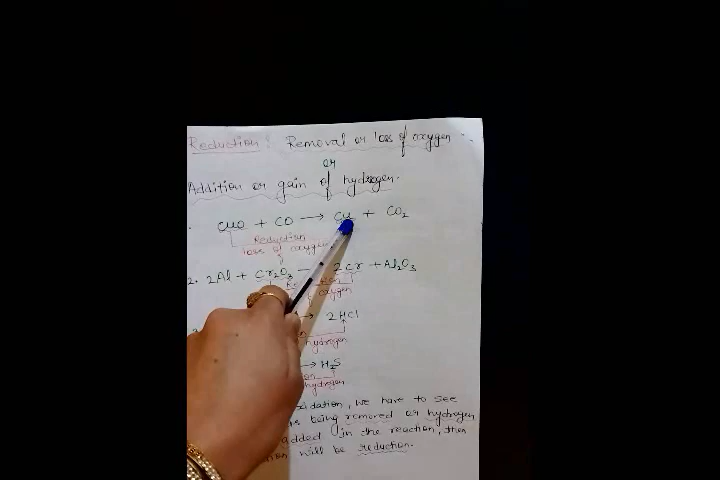 Reduction : Removal or loss of oxygen
or
Addition or gain of hydrogen.
CuO + CO → Cu + CO₂
Reduction
loss of oxygen
2. 2Al + Cr₂O₃ — 2Cr + Al₂O₃
oxygen
→ 2HCl
hydrogen
→ H₂S
hydrogen
we have to see
is being removed or hydrogen
added in the reaction, then
will be reduction.